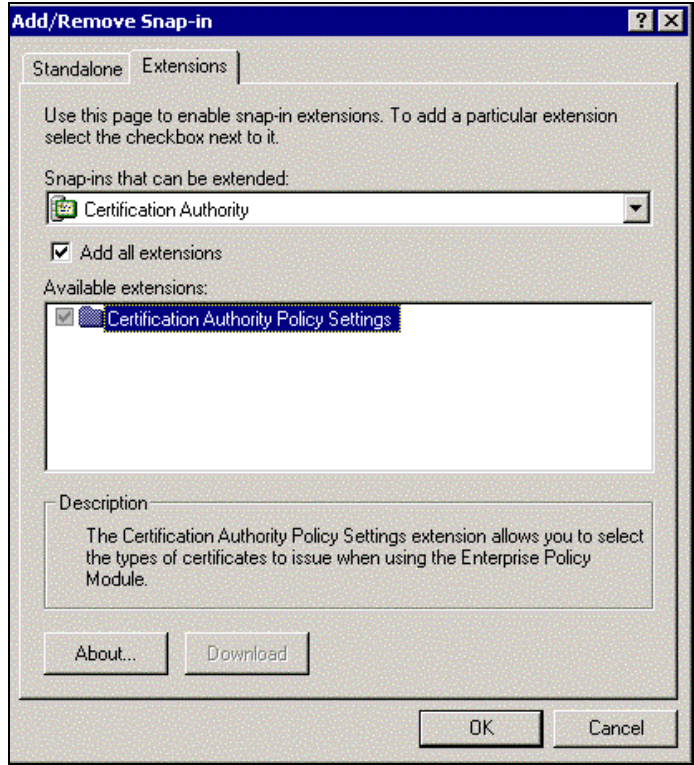 Add/Remove Snap-in
Standalone
Extensions
Use this page to enable snap-in extensions. To add a particular extension
select the checkbox next to it.
Snap-ins that can be extended:
Certification Authority
Add all extensions
Available extensions:
Certification Authority Policy Settings
Description
The Certification Authority Policy Settings extension allows you to select
the types of certificates to issue when using the Enterprise Policy
Module.
About...
Download
OK
Cancel